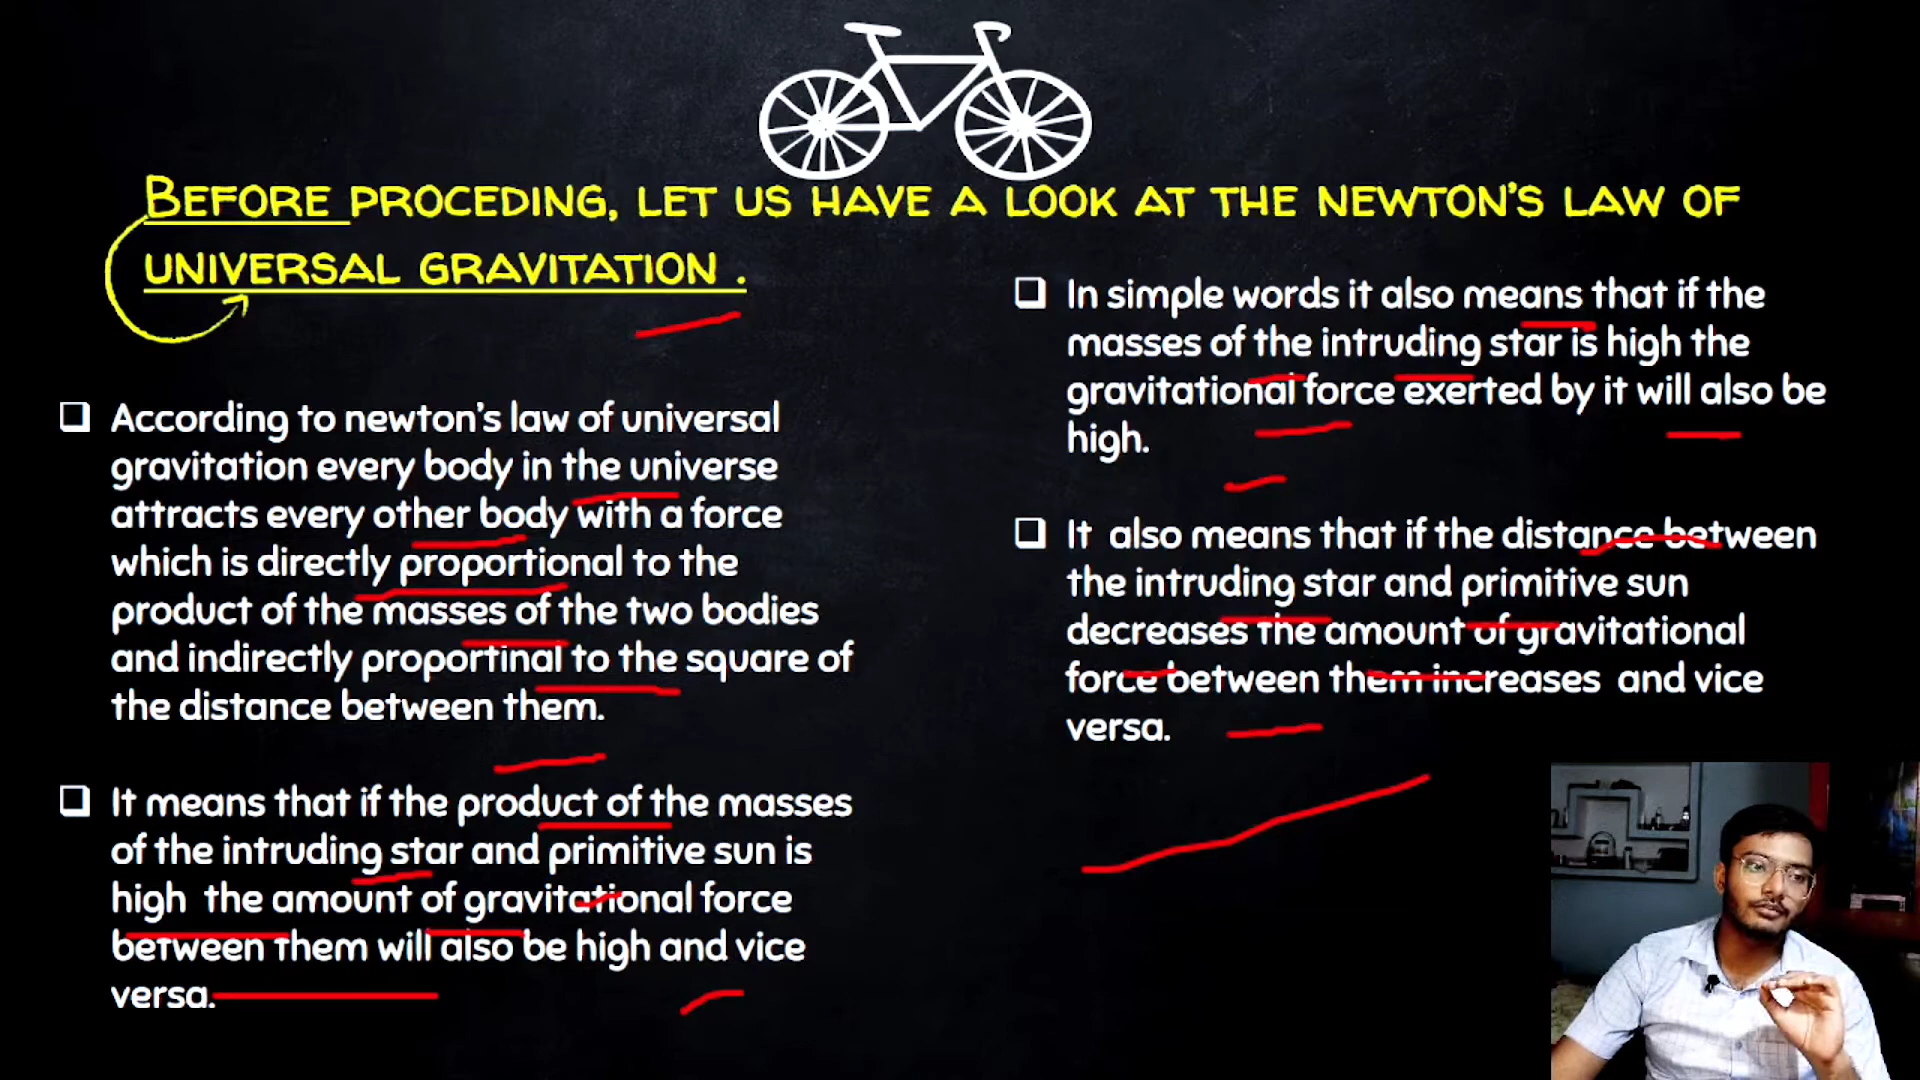 BEFORE PROCEDING, LET US HAVE A LOOK AT THE NEWTON'S LAW OF
UNIVERSAL GRAVITATION .
According to newton's law of universal
gravitation every body in the universe
attracts every other body with a force
which is directly proportional to the
product of the masses of the two bodies
and indirectly proportinal to the square of
the distance between them.
It means that if the product of the masses
of the intruding star and primitive sun is
high the amount of gravitational force
between them will also be high and vice
versa.
In simple words it also means that if the
masses of the intruding star is high the
gravitational force exerted by it will also be
high.
It also means that if the distance between
the intruding star and primitive sun
decreases the amount of gravitational
force between them increases and vice
versa.